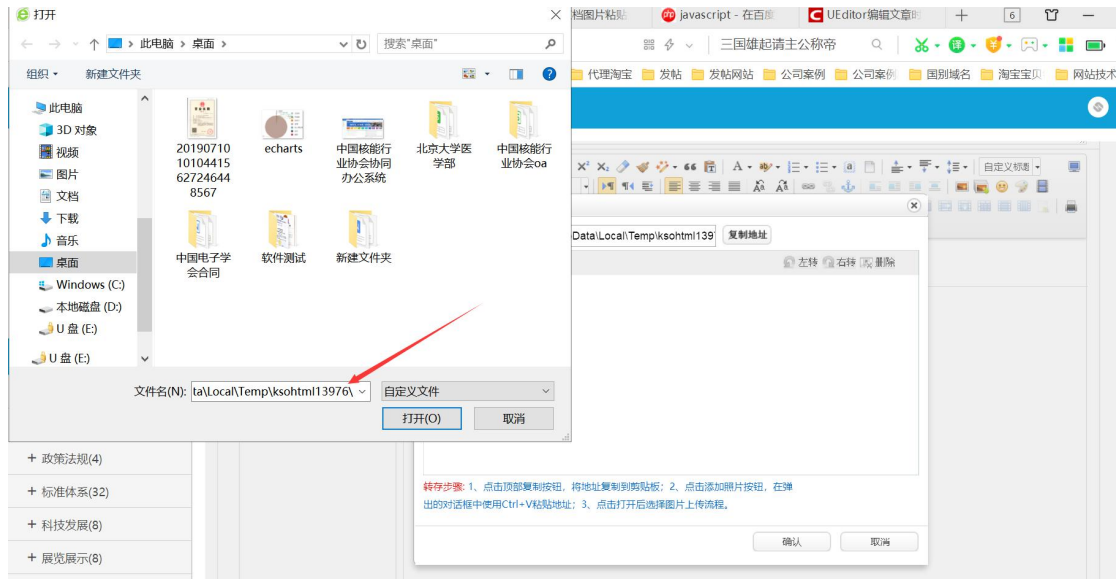 打开
档图片粘贴
javascript - 在百度
UEditor编辑文章时
6
此电脑 › 桌面 ›
搜索"桌面"
三国雄起请主公称帝
组织
新建文件夹
代理淘宝
发帖
发帖网站
公司案例
公司案例
国别域名
淘宝宝贝
网站技术
此电脑
3D 对象
视频
图片
文档
下载
音乐
桌面
Windows (C:)
本地磁盘 (D:)
U 盘 (E:)
U 盘 (E:)
20190710
10104415
62724644
8567
echarts
中国核能行
业协会协同
办公系统
北京大学医
学部
中国核能行
业协会oa
中国电子学
会合同
软件测试
新建文件夹
自定义标题
Data\Local\Temp\ksohtml139
复制地址
左转
右转
删除
文件名(N):
ta\Local\Temp\ksohtml13976\
自定义文件
打开(O)
取消
+ 政策法规(4)
+ 标准体系(32)
+ 科技发展(8)
+ 展览展示(8)
转存步骤: 1、点击顶部复制按钮，将地址复制到剪贴板；2、点击添加照片按钮，在弹
出的对话框中使用Ctrl+V粘贴地址；3、点击打开后选择图片上传流程。
确认
取消